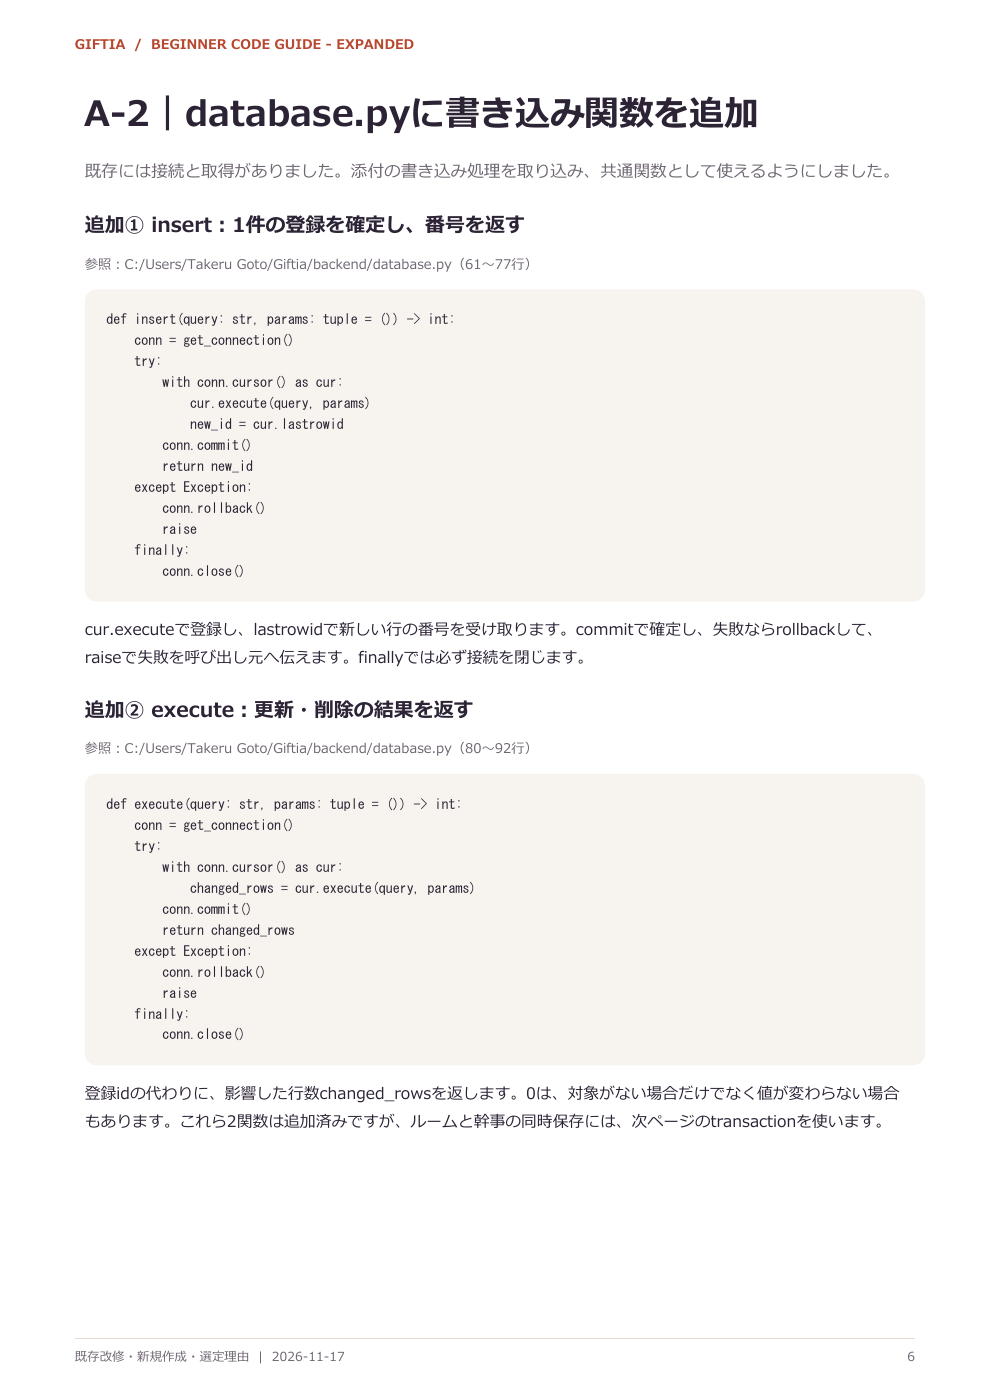 GIFTIA / BEGINNER CODE GUIDE - EXPANDED
A-2｜database.pyに書き込み関数を追加
既存には接続と取得がありました。添付の書き込み処理を取り込み、共通関数として使えるようにしました。
追加① insert：1件の登録を確定し、番号を返す
参照：C:/Users/Takeru Goto/Giftia/backend/database.py（61～77行）
def insert(query: str, params: tuple = ()) -> int:
    conn = get_connection()
    try:
        with conn.cursor() as cur:
            cur.execute(query, params)
            new_id = cur.lastrowid
        conn.commit()
        return new_id
    except Exception:
        conn.rollback()
        raise
    finally:
        conn.close()
cur.executeで登録し、lastrowidで新しい行の番号を受け取ります。commitで確定し、失敗ならrollbackして、
raiseで失敗を呼び出し元へ伝えます。finallyでは必ず接続を閉じます。
追加② execute：更新・削除の結果を返す
参照：C:/Users/Takeru Goto/Giftia/backend/database.py（80～92行）
def execute(query: str, params: tuple = ()) -> int:
    conn = get_connection()
    try:
        with conn.cursor() as cur:
            changed_rows = cur.execute(query, params)
        conn.commit()
        return changed_rows
    except Exception:
        conn.rollback()
        raise
    finally:
        conn.close()
登録idの代わりに、影響した行数changed_rowsを返します。0は、対象がない場合だけでなく値が変わらない場合
もあります。これら2関数は追加済みですが、ルームと幹事の同時保存には、次ページのtransactionを使います。
既存改修・新規作成・選定理由 | 2026-11-17
6